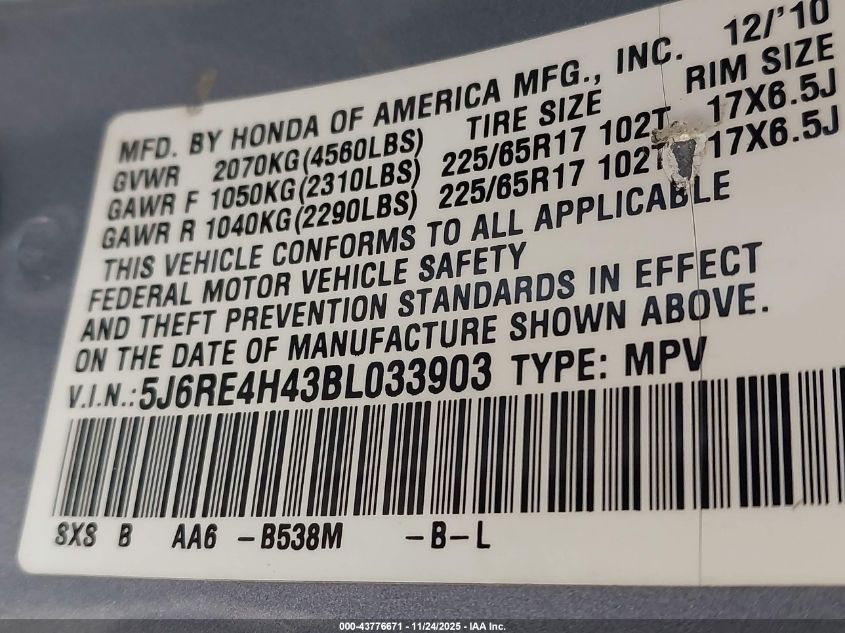 MFD. BY HONDA OF AMERICA MFG., INC. 12/'10
GVWR 2070KG(4560LBS) TIRE SIZE RIM SIZE
GAWR F 1050KG(2310LBS) 225/65R17 102T 17X6.5J
GAWR R 1040KG(2290LBS) 225/65R17 102T 17X6.5J
THIS VEHICLE CONFORMS TO ALL APPLICABLE
FEDERAL MOTOR VEHICLE SAFETY
AND THEFT PREVENTION STANDARDS IN EFFECT
ON THE DATE OF MANUFACTURE SHOWN ABOVE.
V.I.N.:5J6RE4H43BL033903 TYPE: MPV
SXS B AA6 -B538M -B-L
000-43776671 - 11/24/2025 - IAA Inc.